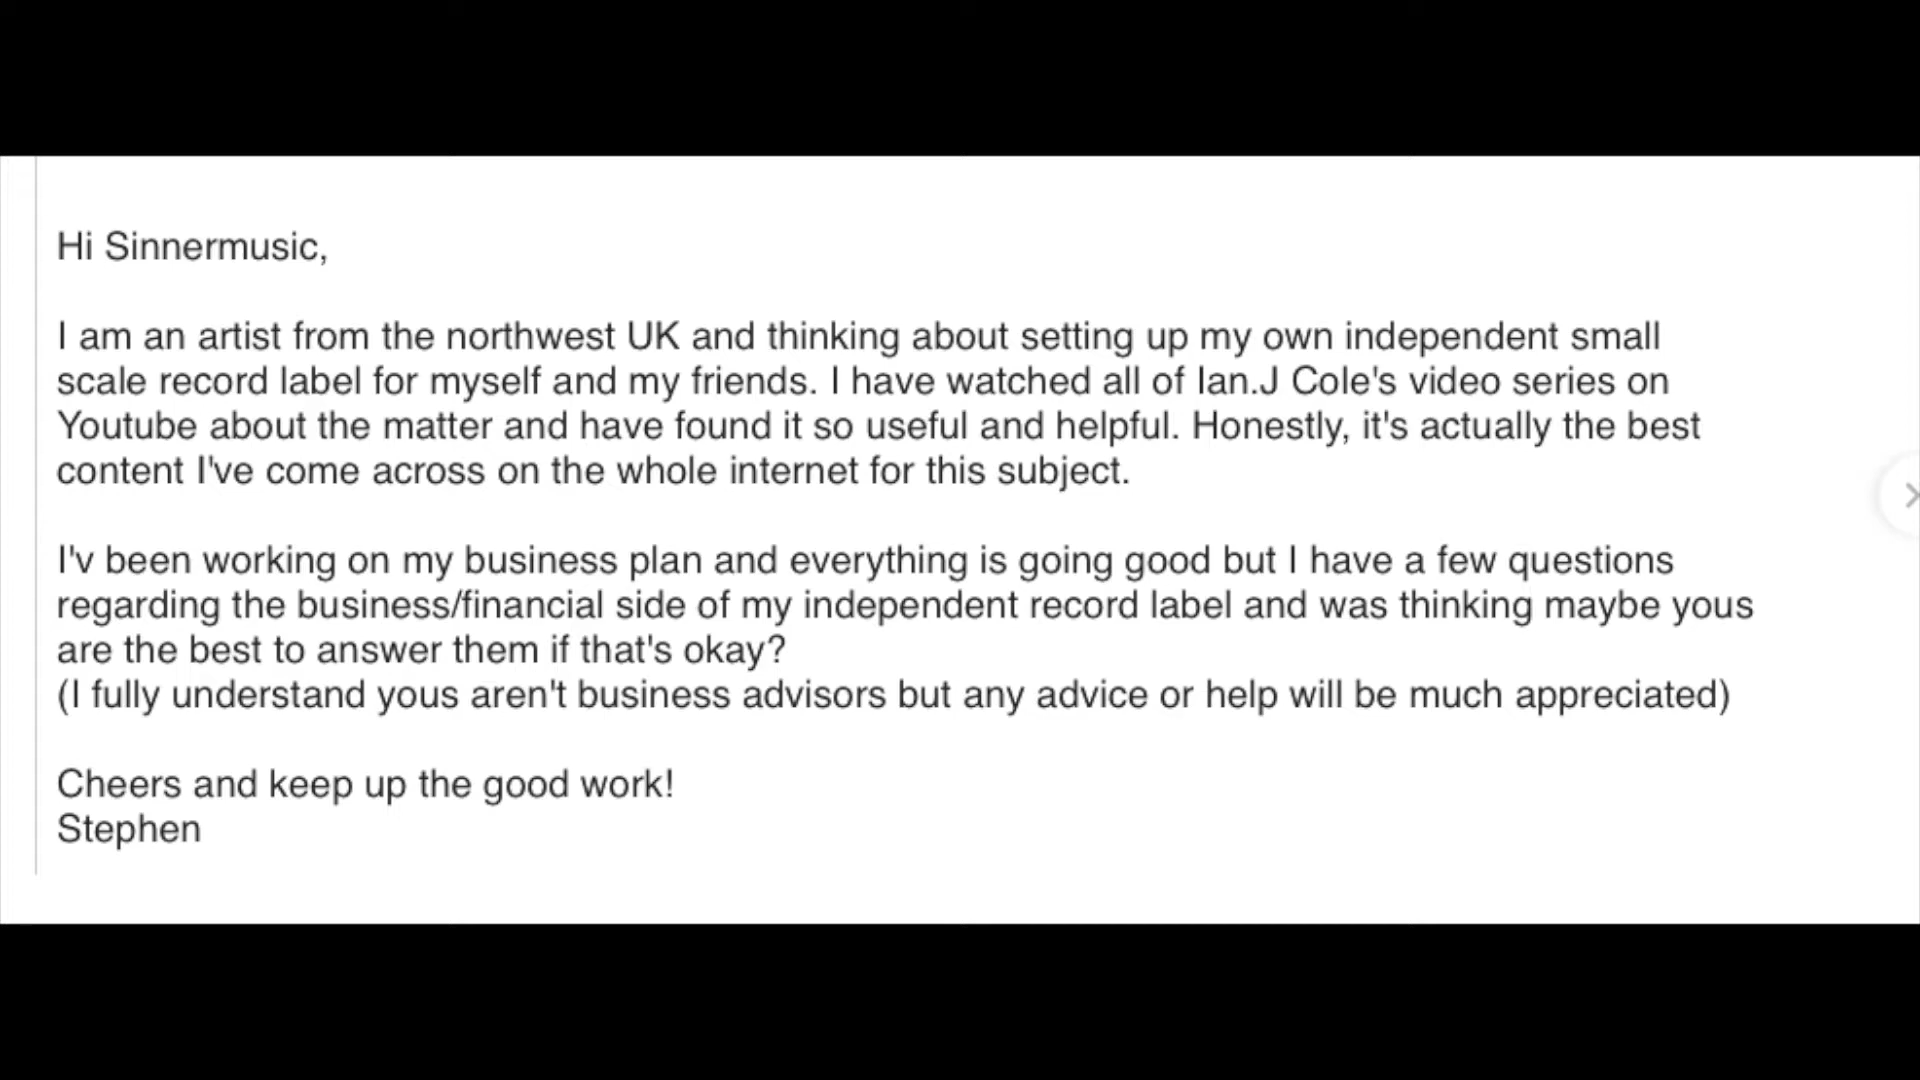 Hi Sinnermusic,
I am an artist from the northwest UK and thinking about setting up my own independent small
scale record label for myself and my friends. I have watched all of Ian.J Cole's video series on
Youtube about the matter and have found it so useful and helpful. Honestly, it's actually the best
content I've come across on the whole internet for this subject.
I'v been working on my business plan and everything is going good but I have a few questions
regarding the business/financial side of my independent record label and was thinking maybe yous
are the best to answer them if that's okay?
(I fully understand yous aren't business advisors but any advice or help will be much appreciated)
Cheers and keep up the good work!
Stephen